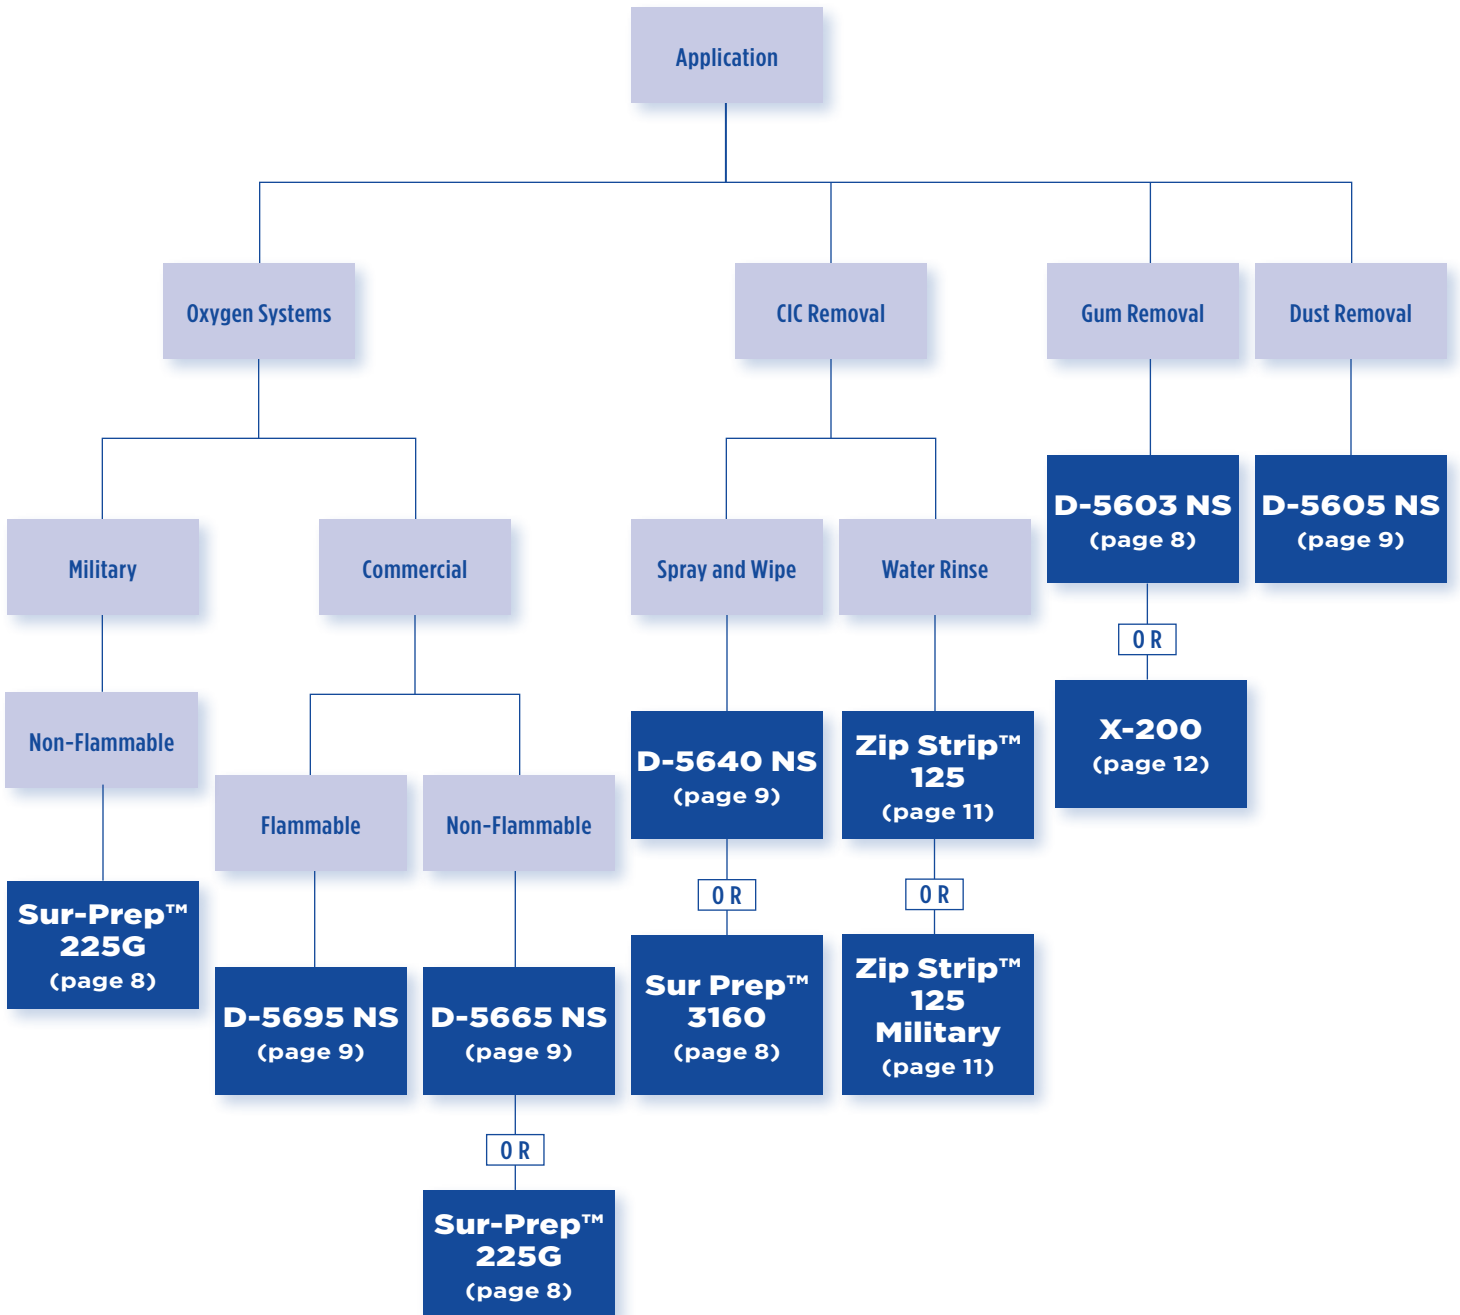 Application
Oxygen Systems
CIC Removal
Gum Removal
Dust Removal
Military
Commercial
Spray and Wipe
Water Rinse
D-5603 NS
(page 8)
D-5605 NS
(page 9)
OR
Non-Flammable
Flammable
Non-Flammable
D-5640 NS
(page 9)
Zip Strip™
125
(page 11)
X-200
(page 12)
Sur-Prep™
225G
(page 8)
OR
OR
D-5695 NS
(page 9)
D-5665 NS
(page 9)
Sur Prep™
3160
(page 8)
Zip Strip™
125
Military
(page 11)
OR
Sur-Prep™
225G
(page 8)